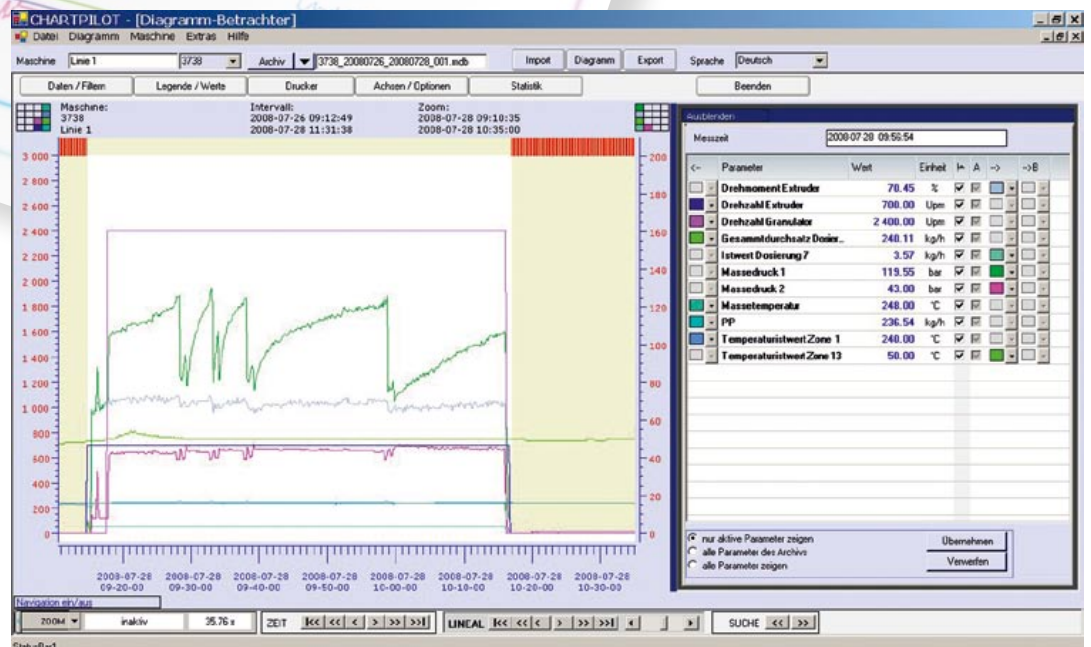 CHARTPILOT - [Diagramm-Betrachter]
Datei Diagramm Maschine Extras Hilfe
Maschine Linie 1 3738 Archiv 3738_20080726_20080728_001.mdb Import Diagramm Export Sprache Deutsch
Daten / Filtern Legende / Werte Drucker Achsen / Optionen Statistik Beenden
Maschine: Intervall: Zoom:
3738 2008-07-26 09:12:49 2008-07-28 09:10:35
Linie 1 2008-07-28 11:31:38 2008-07-28 10:35:00
3 000
2 800
2 600
2 400
2 200
2 000
1 800
1 600
1 400
1 200
1 000
800
600
400
200
0
200
180
160
140
120
100
80
60
40
20
0
2008-07-28 2008-07-28 2008-07-28 2008-07-28 2008-07-28 2008-07-28 2008-07-28 2008-07-28
09-20-00 09-30-00 09-40-00 09-50-00 10-00-00 10-10-00 10-20-00 10-30-00
Ausblenden
Messzeit 2008-07-28 09:56:54
<- Parameter Wert Einheit A -> ->B
Drehmoment Extruder 70.45 %
Drehzahl Extruder 700.00 Upm
Drehzahl Granulator 2 400.00 Upm
Gesammtdurchsatz Dosier.. 240.11 kg/h
Istwert Dosierung 7 3.57 kg/h
Massedruck 1 119.55 bar
Massedruck 2 43.00 bar
Massetemperatur 248.00 °C
PP 236.54 kg/h
Temperaturistwert Zone 1 240.00 °C
Temperaturistwert Zone 13 50.00 °C
nur aktive Parameter zeigen
alle Parameter des Archivs
alle Parameter zeigen
Übernehmen
Verwerfen
Navigation ein/aus
ZOOM inaktiv 35.76 s ZEIT |<< << < > >> >>| LINEAL |<< << < > >> >>| SUCHE << >>
StatusBar1